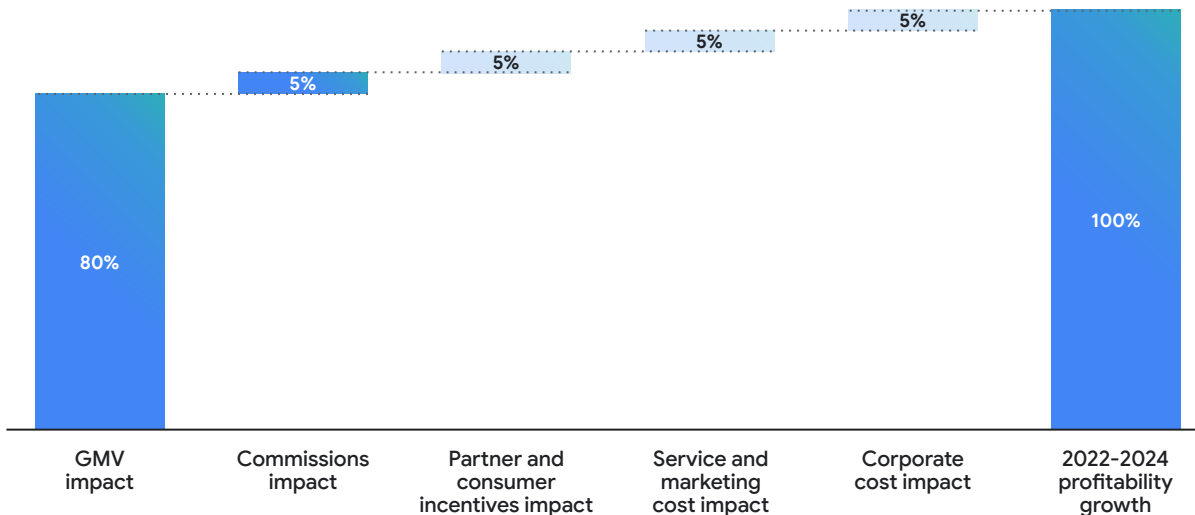 5%
5%
5%
5%
80%
100%
GMV
impact
Commissions
impact
Partner and
consumer
incentives impact
Service and
marketing
cost impact
Corporate
cost impact
2022-2024
profitability
growth